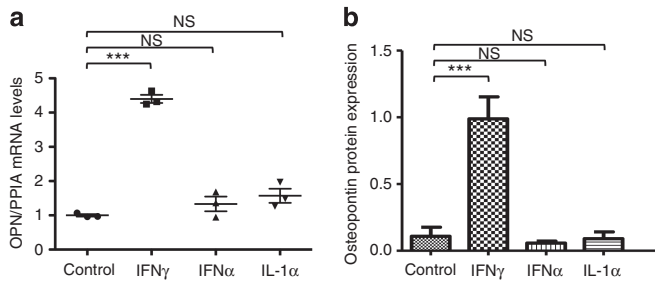 a
NS
NS
***
OPN/PPIA mRNA levels
5
4
3
2
1
0
Control
IFNγ
IFNα
IL-1α
b
NS
NS
***
Osteopontin protein expression
1.5
1.0
0.5
0.0
Control
IFNγ
IFNα
IL-1α